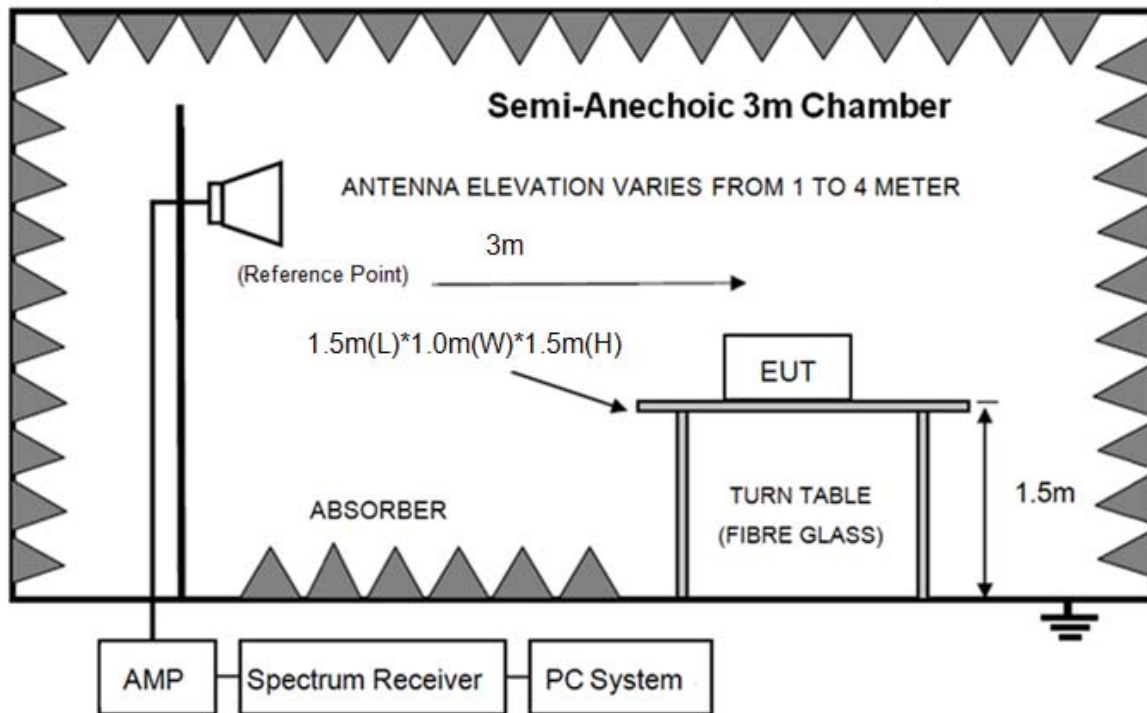 Semi-Anechoic 3m Chamber
ANTENNA ELEVATION VARIES FROM 1 TO 4 METER
3m
(Reference Point)
1.5m(L)*1.0m(W)*1.5m(H)
EUT
1.5m
TURN TABLE
(FIBRE GLASS)
ABSORBER
AMP
Spectrum Receiver
PC System